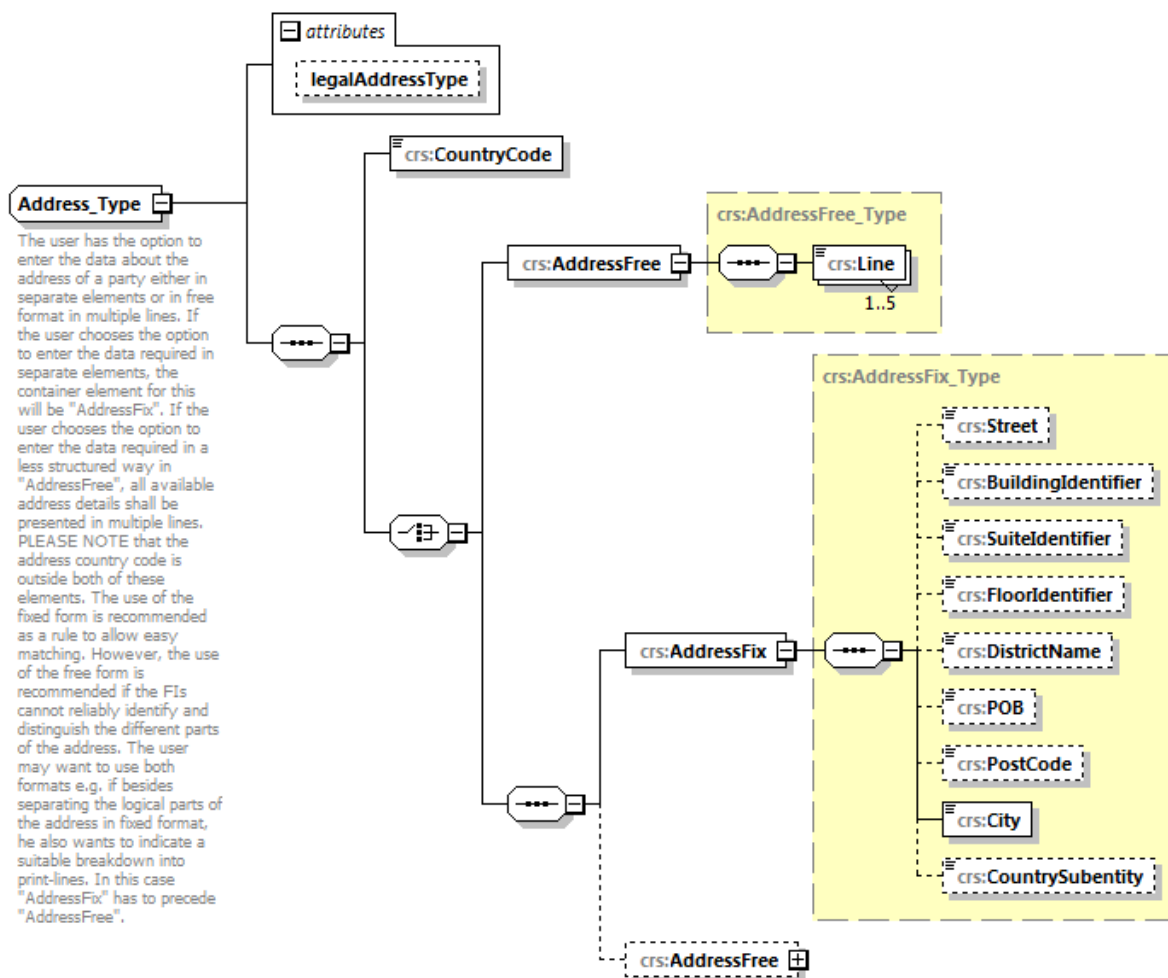 attributes
legalAddressType
crs:CountryCode
Address_Type
The user has the option to
enter the data about the
address of a party either in
separate elements or in free
format in multiple lines. If
the user chooses the option
to enter the data required in
separate elements, the
container element for this
will be "AddressFix". If the
user chooses the option to
enter the data required in a
less structured way in
"AddressFree", all available
address details shall be
presented in multiple lines.
PLEASE NOTE that the
address country code is
outside both of these
elements. The use of the
fixed form is recommended
as a rule to allow easy
matching. However, the use
of the free form is
recommended if the FIs
cannot reliably identify and
distinguish the different parts
of the address. The user
may want to use both
formats e.g. if besides
separating the logical parts of
the address in fixed format,
he also wants to indicate a
suitable breakdown into
print-lines. In this case
"AddressFix" has to precede
"AddressFree".
crs:AddressFree_Type
crs:AddressFree
crs:Line
1..5
crs:AddressFix_Type
crs:AddressFix
crs:Street
crs:BuildingIdentifier
crs:SuiteIdentifier
crs:FloorIdentifier
crs:DistrictName
crs:POB
crs:PostCode
crs:City
crs:CountrySubentity
crs:AddressFree